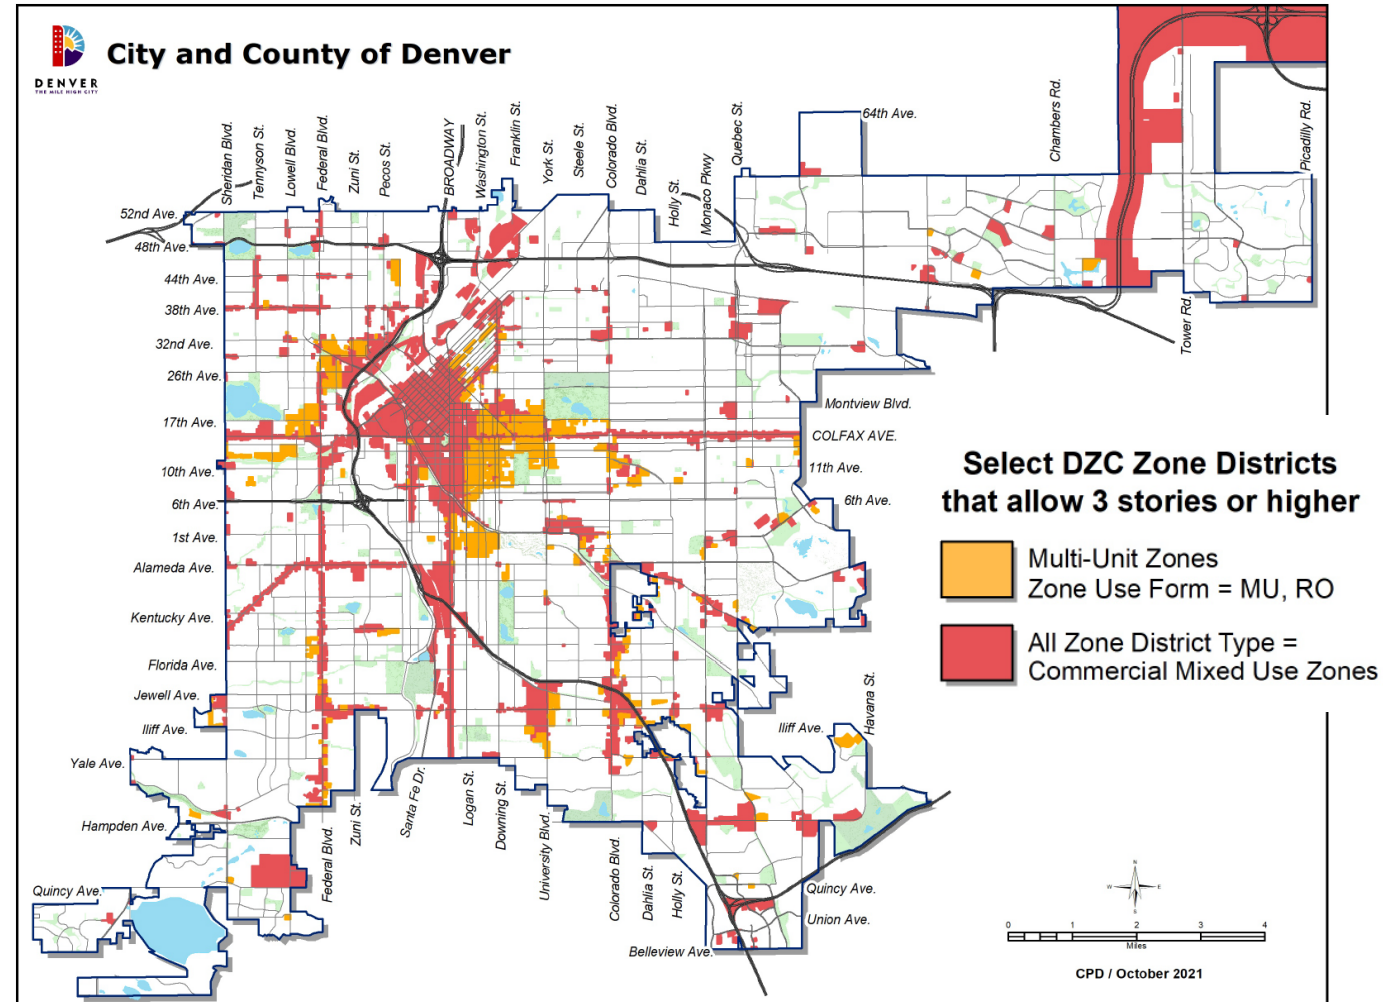 DENVER
THE MILE HIGH CITY
City and County of Denver
Sheridan Blvd.
Tennyson St.
Lowell Blvd.
Federal Blvd.
Zuni St.
Pecos St.
BROADWAY
Washington St.
Franklin St.
York St.
Steele St.
Colorado Blvd.
Dahlia St.
Holly St.
Monaco Pkwy
Quebec St.
64th Ave.
Chambers Rd.
Picadilly Rd.
Tower Rd.
52nd Ave.
48th Ave.
44th Ave.
38th Ave.
32nd Ave.
26th Ave.
17th Ave.
10th Ave.
6th Ave.
1st Ave.
Alameda Ave.
Kentucky Ave.
Florida Ave.
Jewell Ave.
Iliff Ave.
Yale Ave.
Hampden Ave.
Quincy Ave.
Montview Blvd.
COLFAX AVE.
11th Ave.
6th Ave.
Iliff Ave.
Havana St.
Federal Blvd.
Zuni St.
Santa Fe Dr.
Logan St.
Downing St.
University Blvd.
Colorado Blvd.
Dahlia St.
Holly St.
Quincy Ave.
Union Ave.
Belleview Ave.
Select DZC Zone Districts
that allow 3 stories or higher
Multi-Unit Zones
Zone Use Form = MU, RO
All Zone District Type =
Commercial Mixed Use Zones
N
W
E
S
0 1 2 3 4
Miles
CPD / October 2021